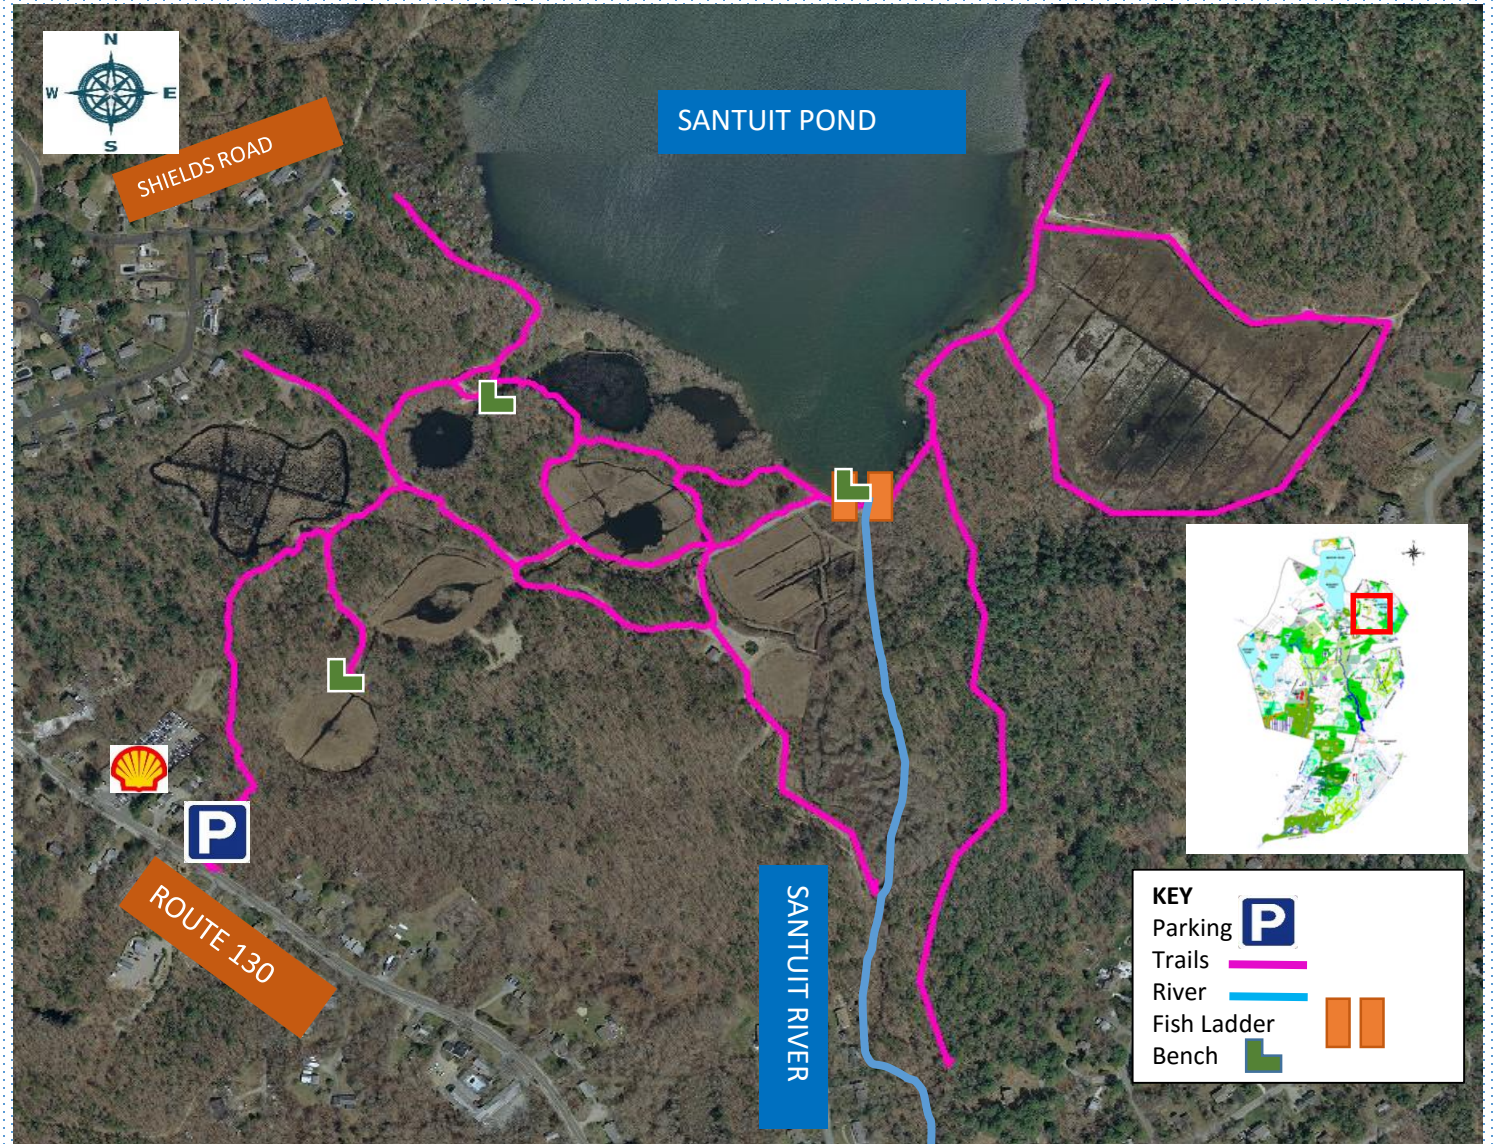 N
W E
S
SHIELDS ROAD
SANTUIT POND
P
ROUTE 130
SANTUIT RIVER
KEY
Parking P
Trails
River
Fish Ladder
Bench